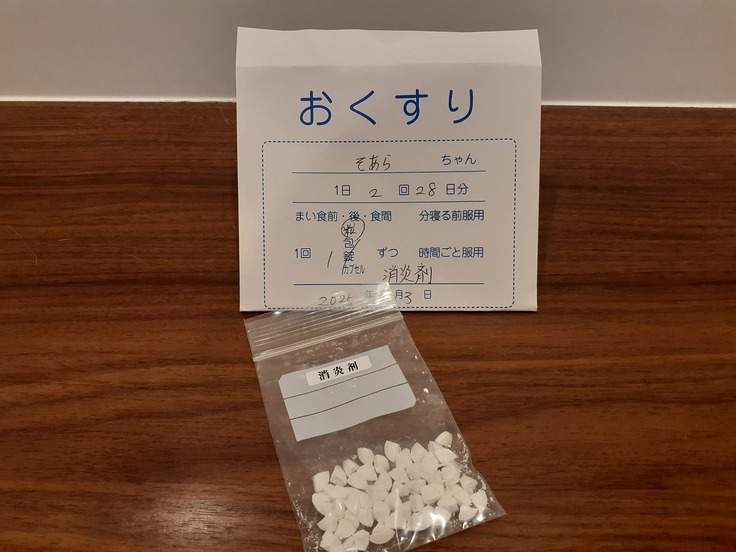 おくすり
そあら ちゃん
1日 2 回 28 日分
まい食前・後・食間 分寝る前服用
粒
包
1回 1 錠 ずつ 時間ごと服用
カプセル 消炎剤
2025 年 月 3 日
消炎剤